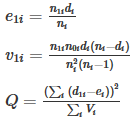 e_{1i} = \frac{n_{1i} d_i}{n_i}
v_{1i} = \frac{n_{1i} n_{0i} d_i (n_i - d_i)}{n_i^2 (n_i - 1)}
Q = \frac{(\sum_i (d_{1i} - e_i))^2}{\sum_i V_i}